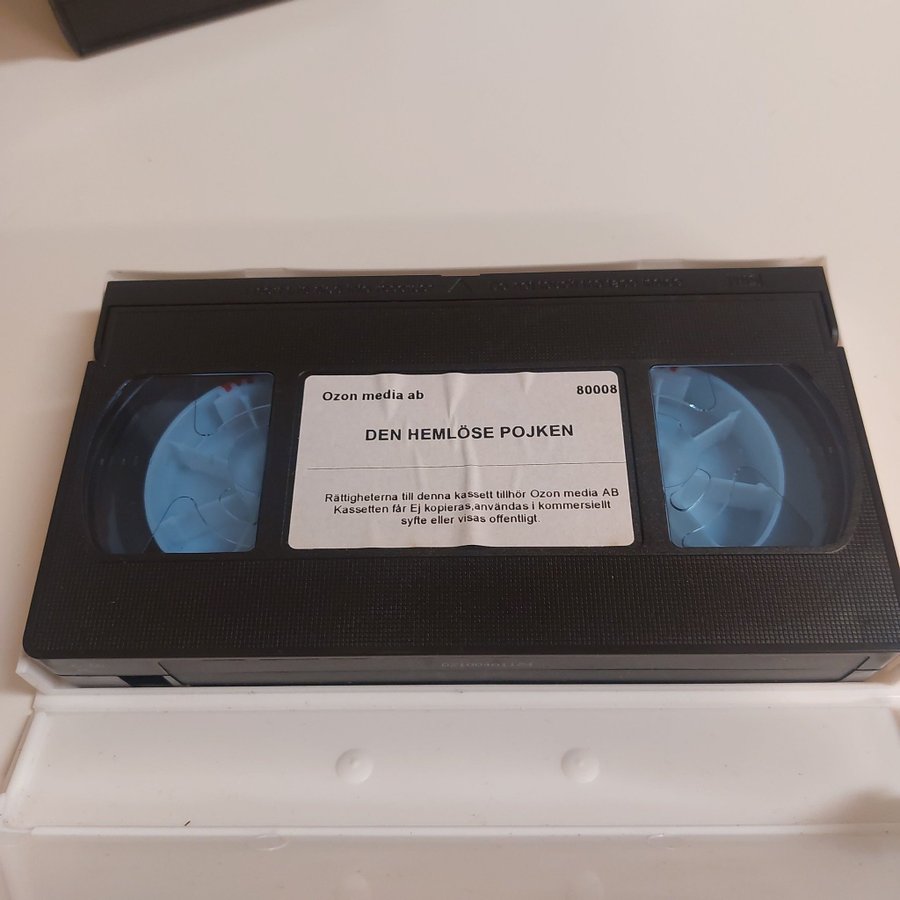 Ozon media ab 80008
DEN HEMLÖSE POJKEN
Rättigheterna till denna kassett tillhör Ozon media AB
Kassetten får Ej kopieras,användas i kommersiellt
syfte eller visas offentligt.